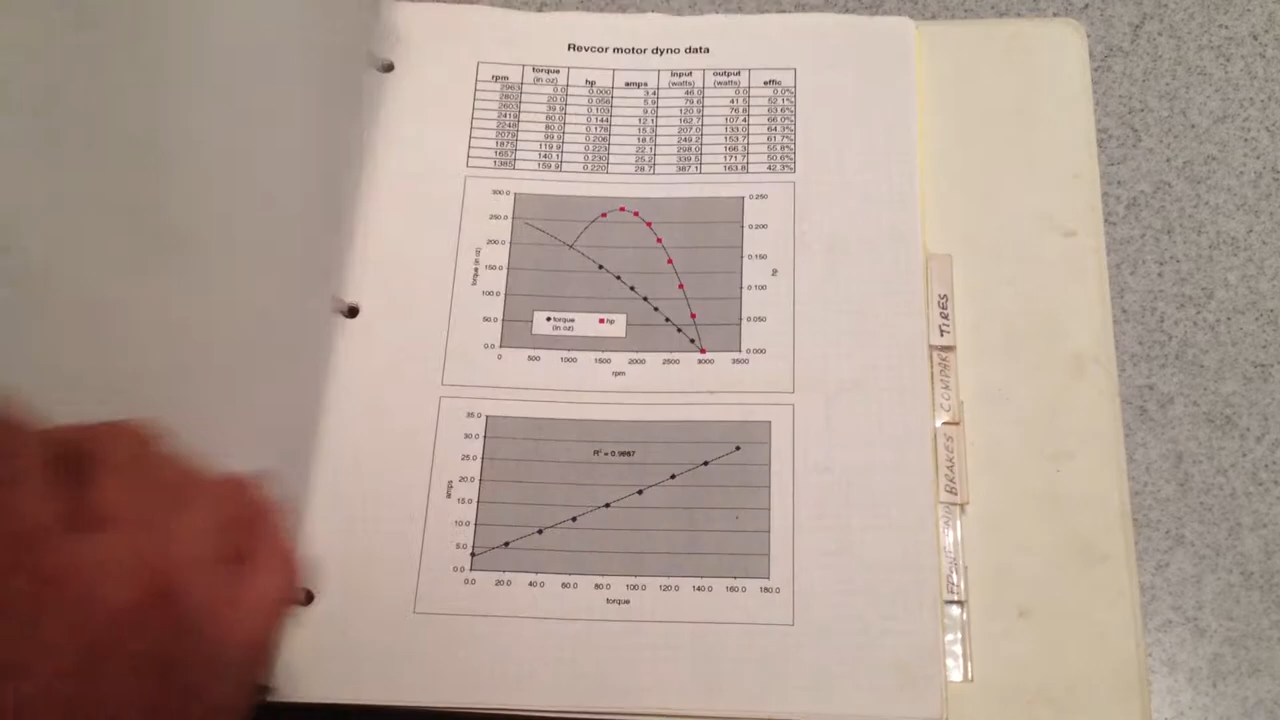 Revcor motor dyno data
rpm torque (in oz) hp amps input (watts) output (watts) effic
2963 0.0 0.000 3.4 46.0 0.0 0.0%
2802 20.0 0.056 5.9 79.6 41.5 52.1%
2603 39.9 0.103 9.0 120.9 76.8 63.6%
2419 60.0 0.144 12.1 162.7 107.4 66.0%
2248 80.0 0.178 15.3 207.0 133.0 64.3%
2079 99.9 0.206 18.5 249.2 153.7 61.7%
1875 119.9 0.223 22.1 298.0 166.3 55.8%
1657 140.1 0.230 25.2 339.5 171.7 50.6%
1385 159.9 0.220 28.7 387.1 163.8 42.3%
300.0
250.0
200.0
150.0
100.0
50.0
0.0
torque (in oz)
0.250
0.200
0.150
0.100
0.050
0.000
hp
torque (in oz) hp
0 500 1000 1500 2000 2500 3000 3500
rpm
35.0
30.0
25.0
20.0
15.0
10.0
5.0
0.0
amps
R² = 0.9987
0.0 20.0 40.0 60.0 80.0 100.0 120.0 140.0 160.0 180.0
torque
TIRES
COMPAR
BRAKES
FRONT END